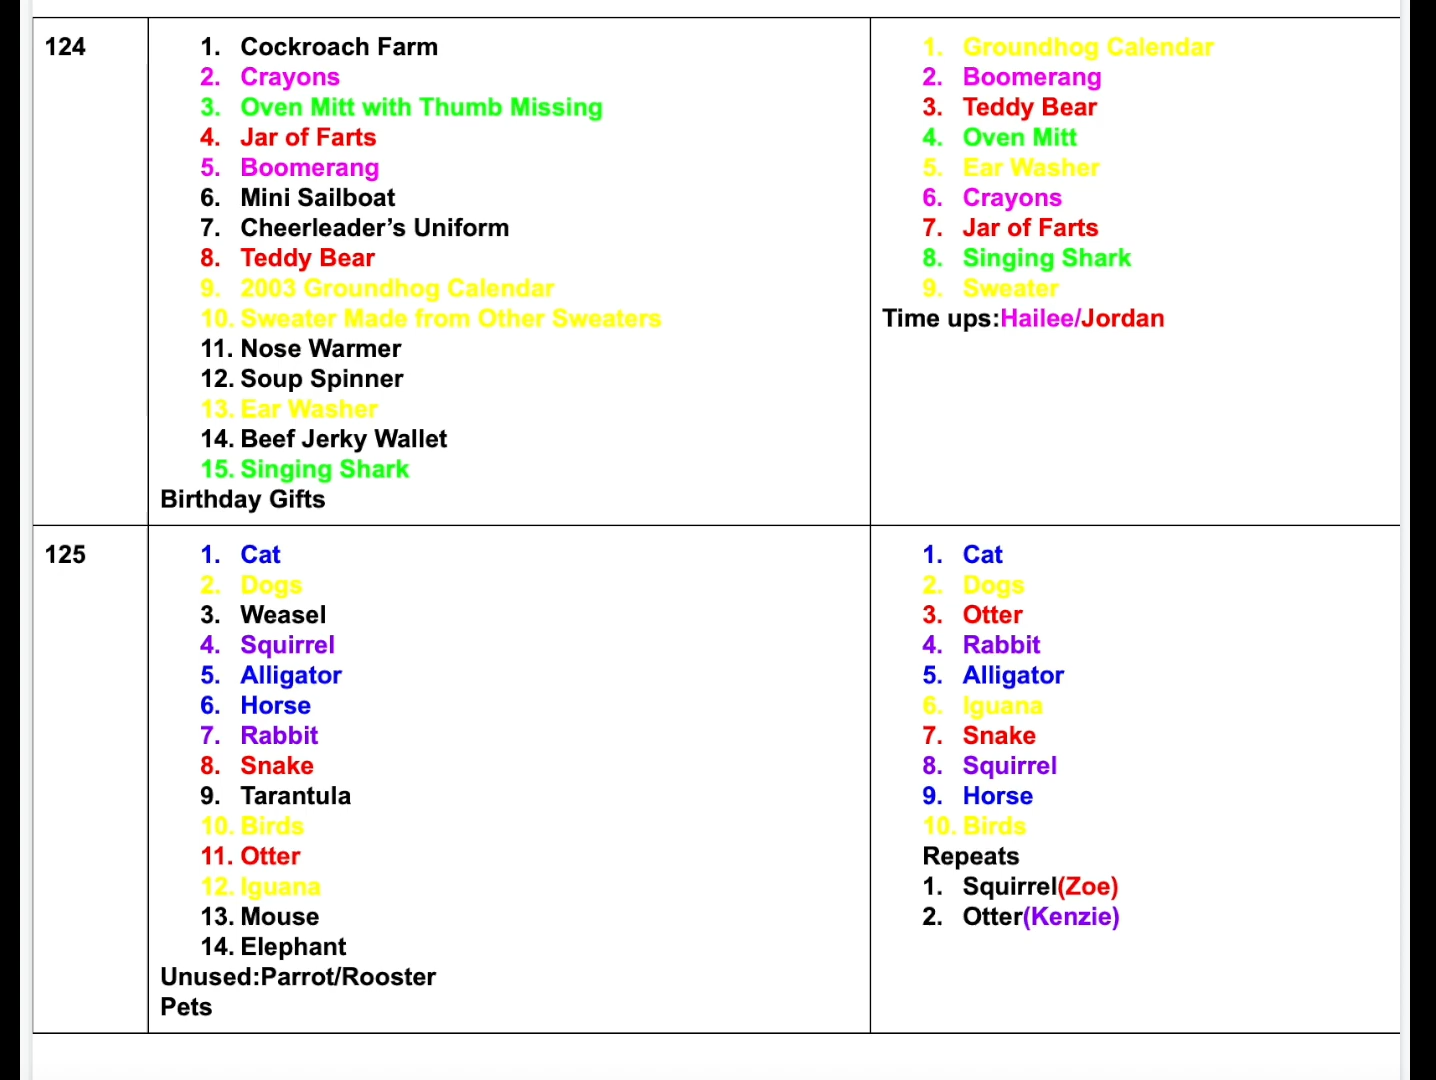 124
1. Cockroach Farm
2. Crayons
3. Oven Mitt with Thumb Missing
4. Jar of Farts
5. Boomerang
6. Mini Sailboat
7. Cheerleader’s Uniform
8. Teddy Bear
9. 2003 Groundhog Calendar
10. Sweater Made from Other Sweaters
11. Nose Warmer
12. Soup Spinner
13. Ear Washer
14. Beef Jerky Wallet
15. Singing Shark
Birthday Gifts
1. Groundhog Calendar
2. Boomerang
3. Teddy Bear
4. Oven Mitt
5. Ear Washer
6. Crayons
7. Jar of Farts
8. Singing Shark
9. Sweater
Time ups:Hailee/Jordan
125
1. Cat
2. Dogs
3. Weasel
4. Squirrel
5. Alligator
6. Horse
7. Rabbit
8. Snake
9. Tarantula
10. Birds
11. Otter
12. Iguana
13. Mouse
14. Elephant
Unused:Parrot/Rooster
Pets
1. Cat
2. Dogs
3. Otter
4. Rabbit
5. Alligator
6. Iguana
7. Snake
8. Squirrel
9. Horse
10. Birds
Repeats
1. Squirrel(Zoe)
2. Otter(Kenzie)